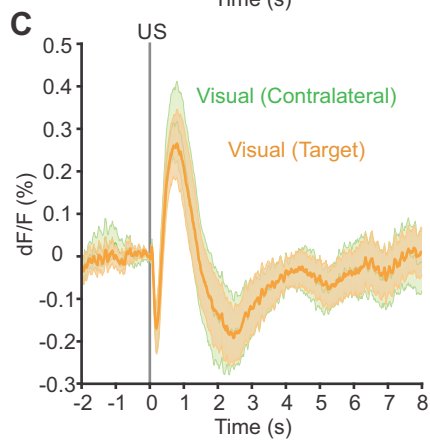 Time (s)
C
US
0.5
0.4
0.3
0.2
0.1
0
-0.1
-0.2
-0.3
dF/F (%)
Visual (Contralateral)
Visual (Target)
-2 -1 0 1 2 3 4 5 6 7 8
Time (s)